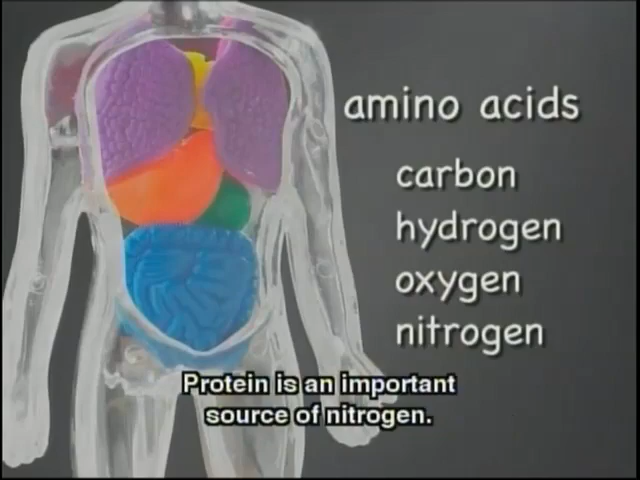 amino acids
carbon
hydrogen
oxygen
nitrogen
Protein is an important
source of nitrogen.